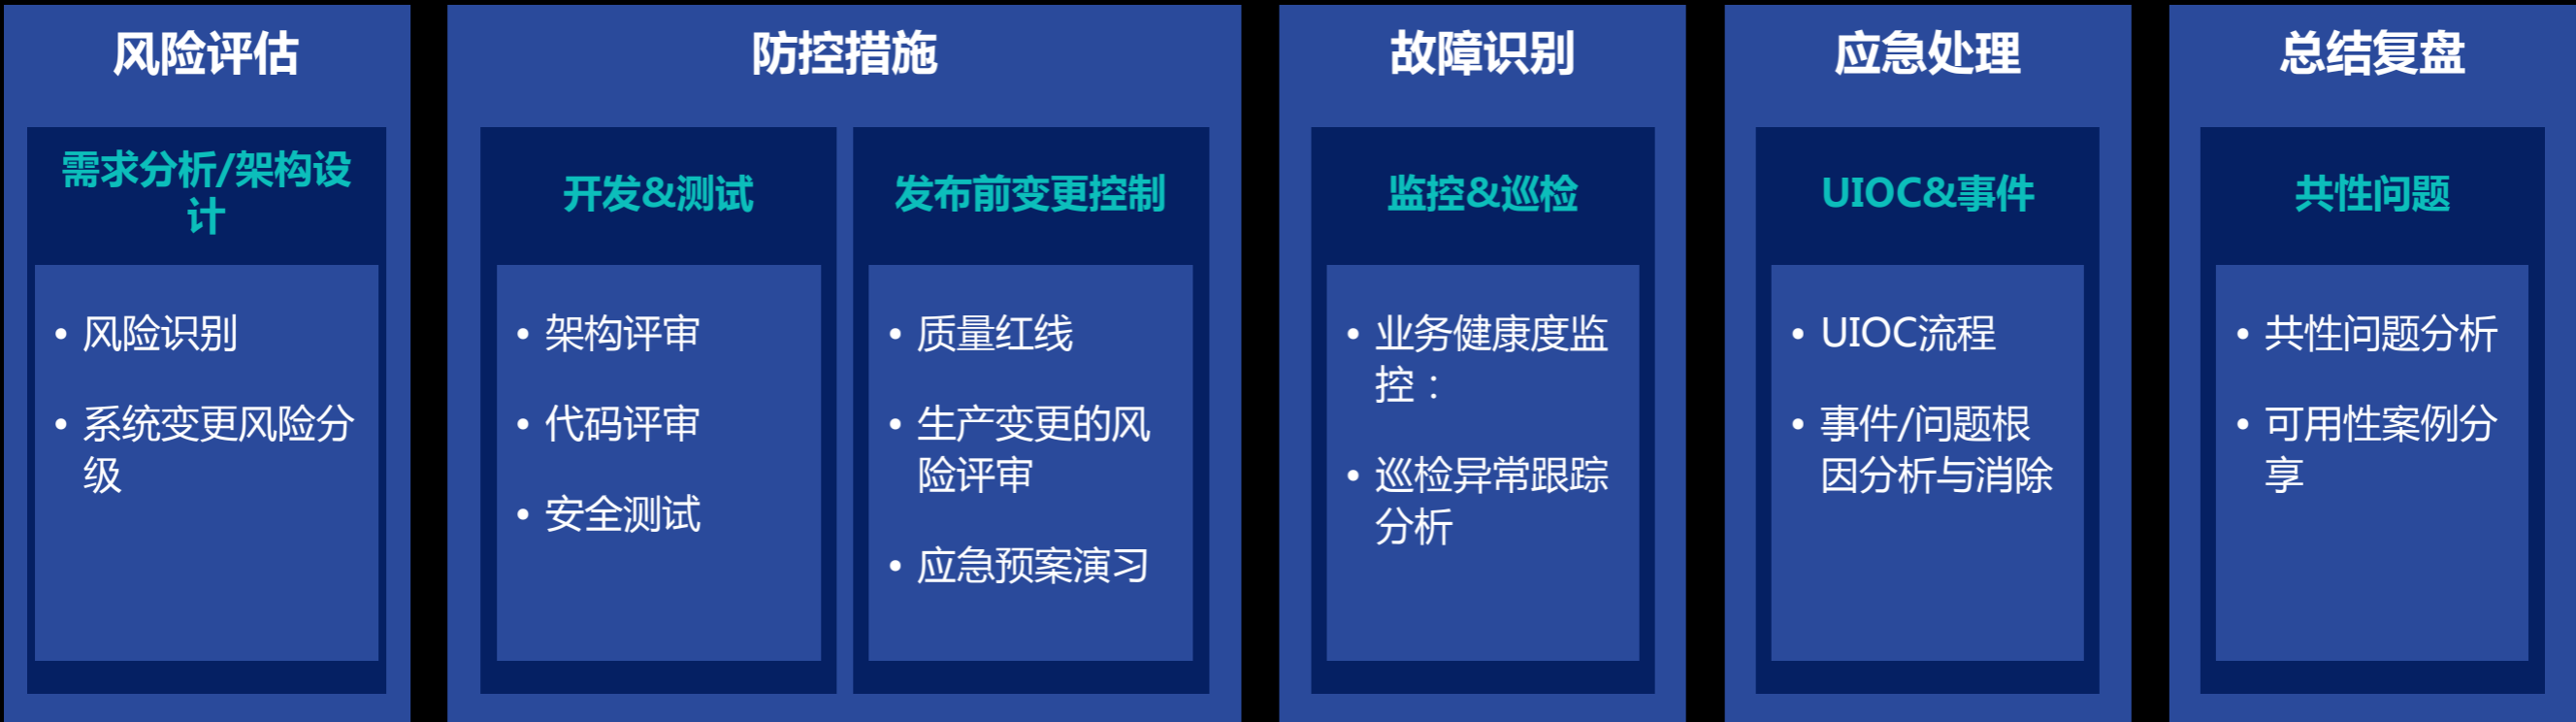 风险评估
需求分析/架构设
计
• 风险识别
• 系统变更风险分
级
防控措施
开发&测试
• 架构评审
• 代码评审
• 安全测试
发布前变更控制
• 质量红线
• 生产变更的风
险评审
• 应急预案演习
故障识别
监控&巡检
• 业务健康度监
控：
• 巡检异常跟踪
分析
应急处理
UIOC&事件
• UIOC流程
• 事件/问题根
因分析与消除
总结复盘
共性问题
• 共性问题分析
• 可用性案例分
享